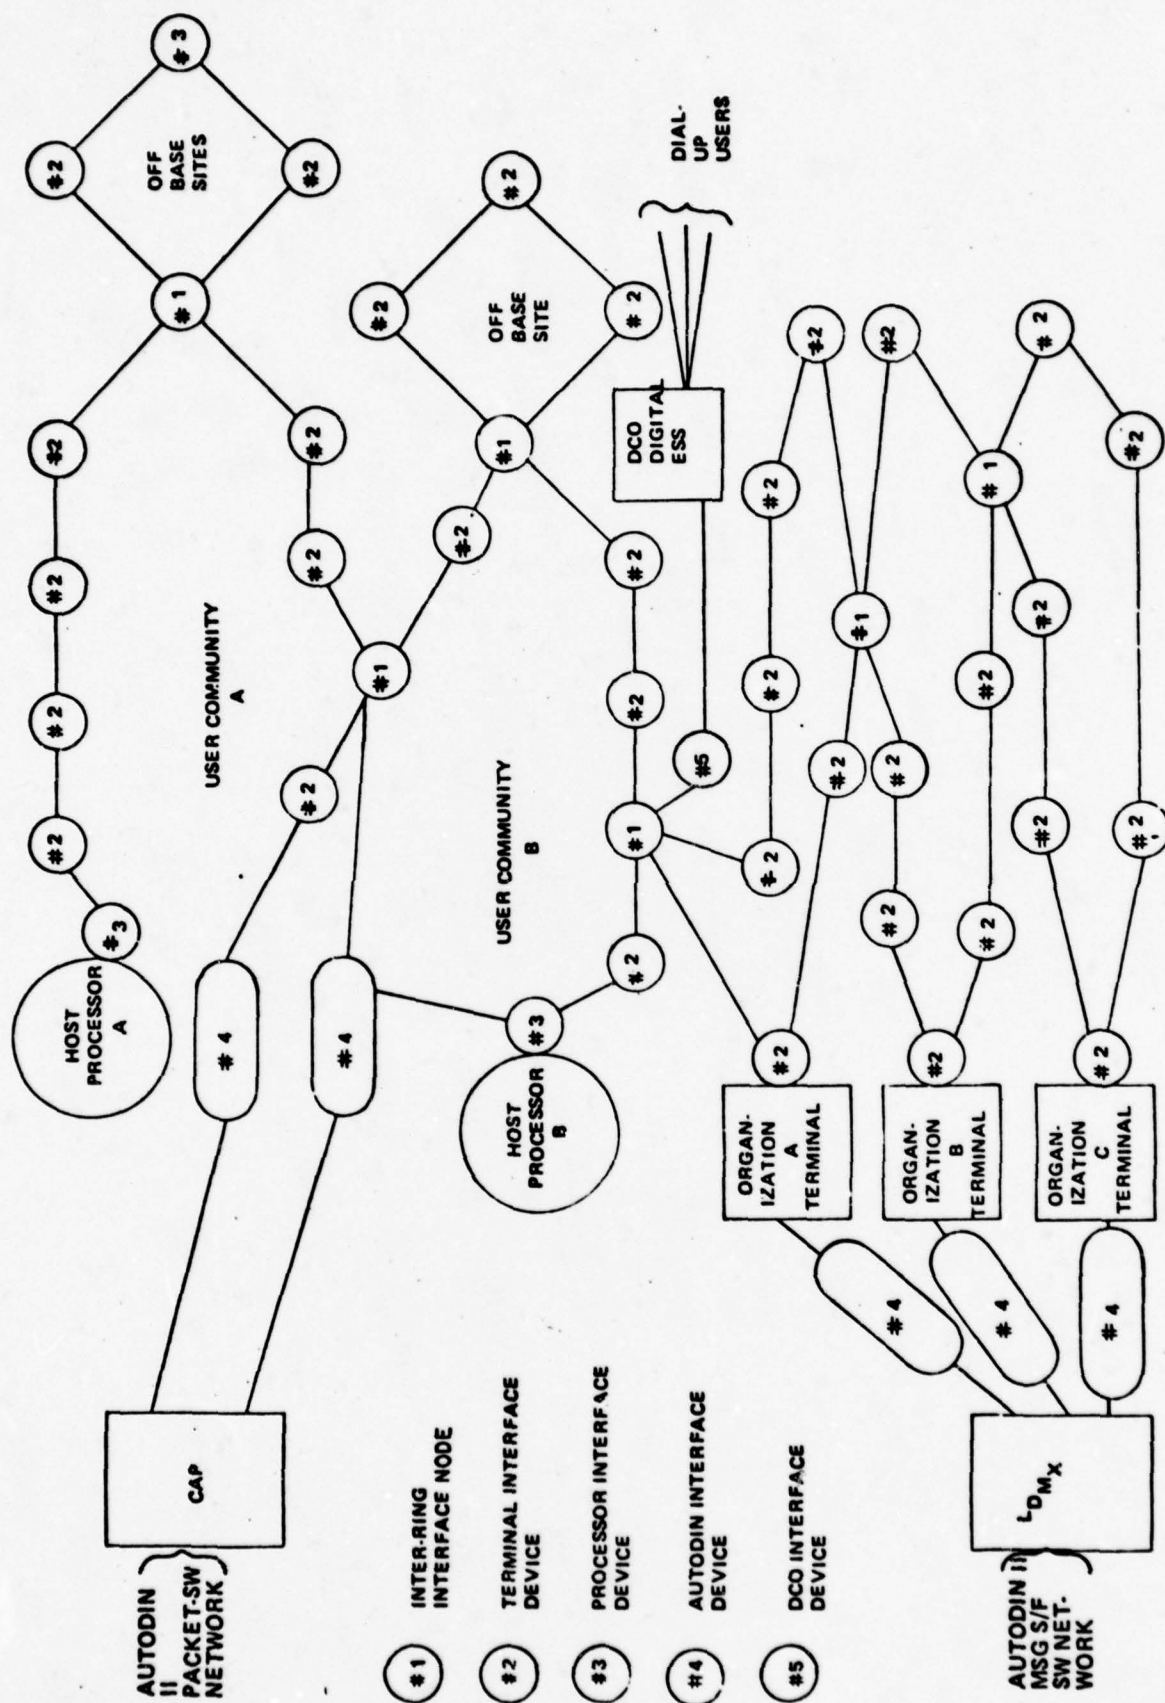 AUTODIN
II
PACKET-SW
NETWORK
CAP
#4
#4
HOST
PROCESSOR
A
#3
#2
#2
#2
#2
#2
USER COMMUNITY
A
#1
#2
#2
#1
#2
OFF
BASE
SITES
#2
#3
HOST
PROCESSOR
B
#3
#2
USER COMMUNITY
B
#1
#2
#2
#2
#1
#2
OFF
BASE
SITE
#2
#2
#5
DCO
DIGITAL
ESS
DIAL-
UP
USERS
#1
INTER-RING
INTERFACE NODE
#2
TERMINAL INTERFACE
DEVICE
#3
PROCESSOR INTERFACE
DEVICE
#4
AUTODIN INTERFACE
DEVICE
#5
DCO INTERFACE
DEVICE
AUTODIN II
MSG S/F
SW NET-
WORK
LDMX
#4
#4
#4
ORGAN-
IZATION
A
TERMINAL
#2
#2
#2
#2
#2
#2
#1
#2
ORGAN-
IZATION
B
TERMINAL
#2
#2
#2
#2
#2
#1
ORGAN-
IZATION
C
TERMINAL
#2
#2
#2
#2
#2
#2